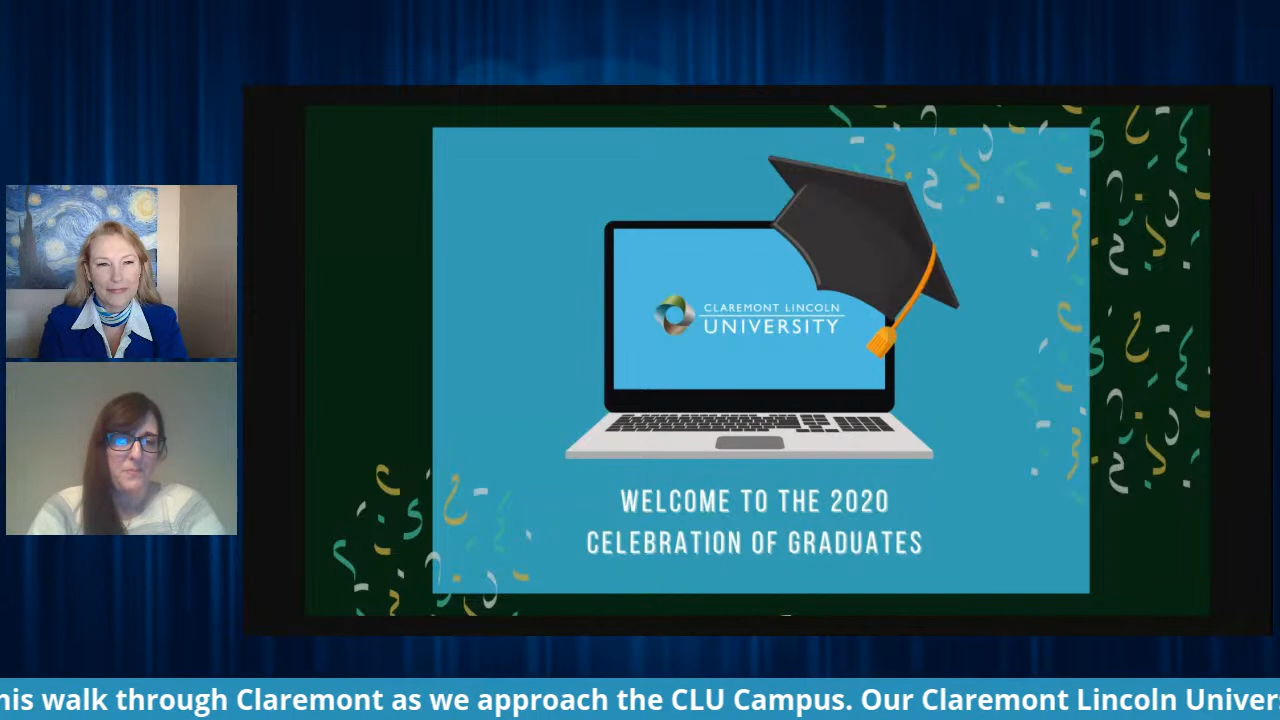 CLAREMONT LINCOLN
UNIVERSITY
WELCOME TO THE 2020
CELEBRATION OF GRADUATES
his walk through Claremont as we approach the CLU Campus. Our Claremont Lincoln Univer